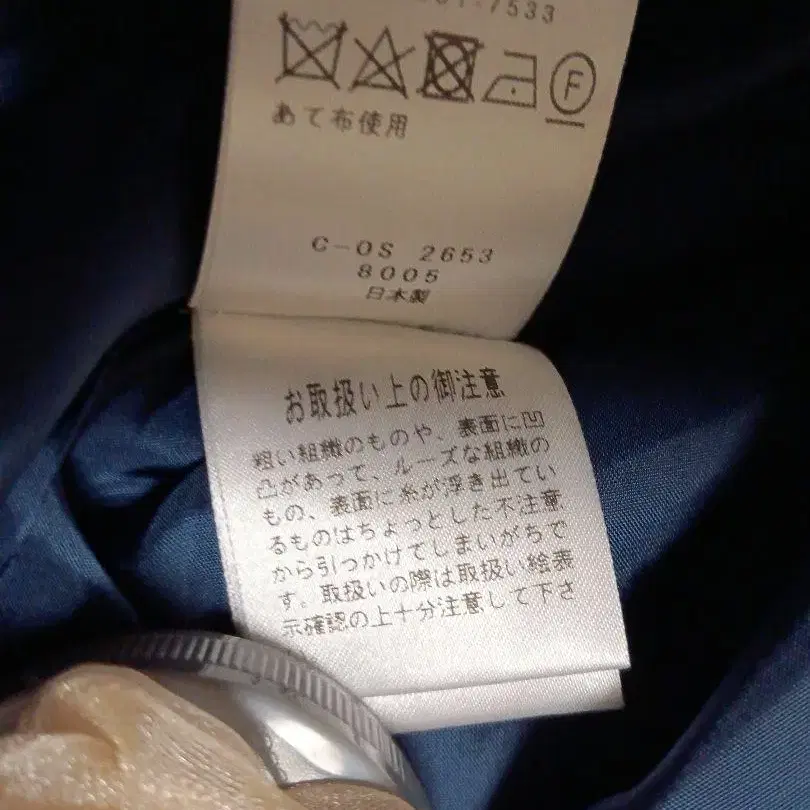 7533
F
あて布使用
C-OS 2653
8005
日本製
お取扱い上の御注意
粗い組織のものや、表面に凹
凸があって、ルーズな組織の
もの、表面に糸が浮き出てい
るものはちょっとした不注意
から引っかけてしまいがちで
す。取扱いの際は取扱い絵表
示確認の上十分注意して下さ